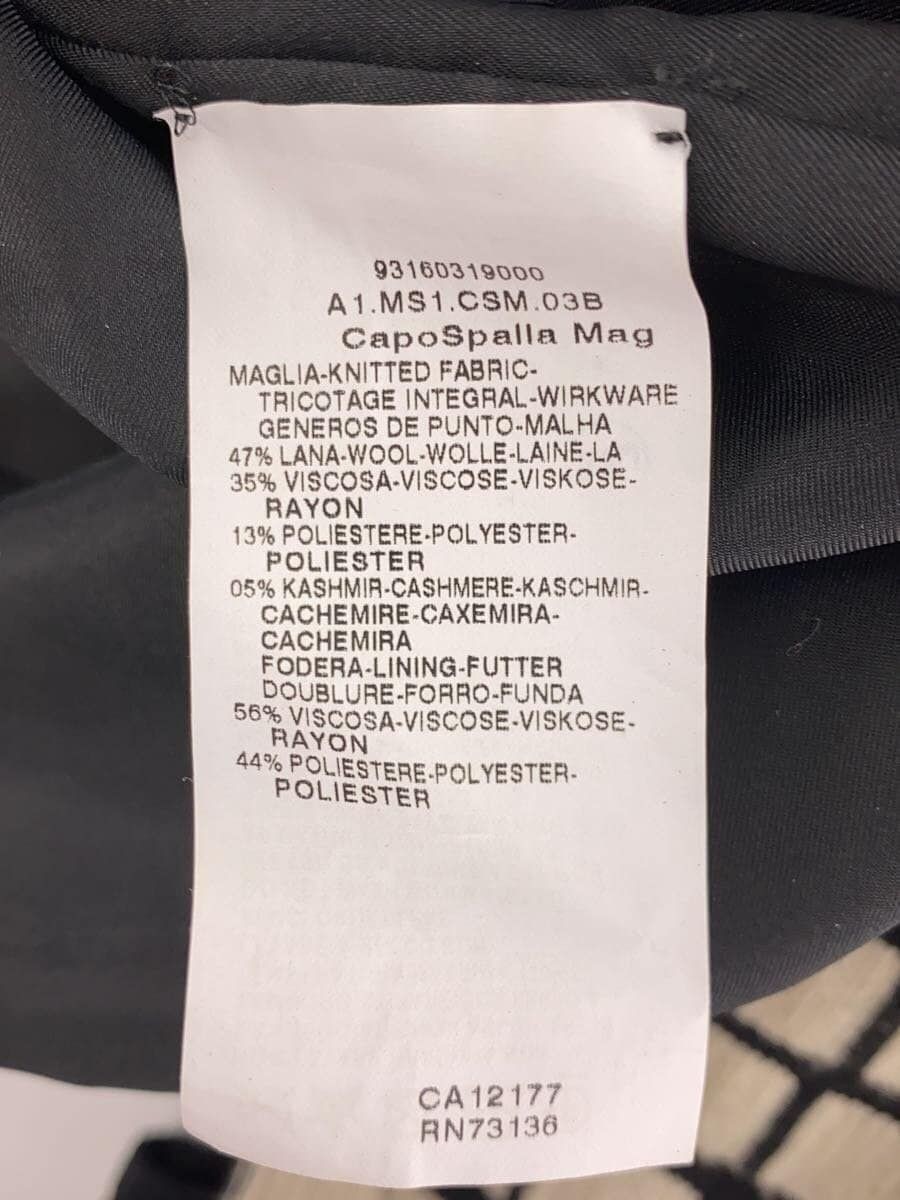 93160319000
A1.MS1.CSM.03B
CapoSpalla Mag
MAGLIA-KNITTED FABRIC-
TRICOTAGE INTEGRAL-WIRKWARE
GENEROS DE PUNTO-MALHA
47% LANA-WOOL-WOLLE-LAINE-LA
35% VISCOSA-VISCOSE-VISKOSE-
RAYON
13% POLIESTERE-POLYESTER-
POLIESTER
05% KASHMIR-CASHMERE-KASCHMIR-
CACHEMIRE-CAXEMIRA-
CACHEMIRA
FODERA-LINING-FUTTER
DOUBLURE-FORRO-FUNDA
56% VISCOSA-VISCOSE-VISKOSE-
RAYON
44% POLIESTERE-POLYESTER-
POLIESTER
CA12177
RN73136